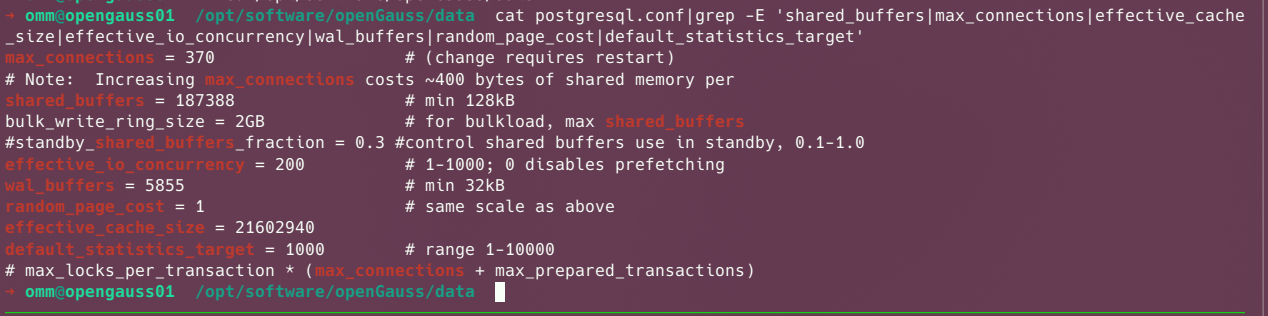 → omm@opengauss01  /opt/software/openGauss/data  cat postgresql.conf|grep -E 'shared_buffers|max_connections|effective_cache
_size|effective_io_concurrency|wal_buffers|random_page_cost|default_statistics_target'
max_connections = 370                   # (change requires restart)
# Note:  Increasing max_connections costs ~400 bytes of shared memory per
shared_buffers = 187388                 # min 128kB
bulk_write_ring_size = 2GB              # for bulkload, max shared_buffers
#standby_shared_buffers_fraction = 0.3 #control shared buffers use in standby, 0.1-1.0
effective_io_concurrency = 200          # 1-1000; 0 disables prefetching
wal_buffers = 5855                      # min 32kB
random_page_cost = 1                    # same scale as above
effective_cache_size = 21602940
default_statistics_target = 1000        # range 1-10000
# max_locks_per_transaction * (max_connections + max_prepared_transactions)
→ omm@opengauss01  /opt/software/openGauss/data